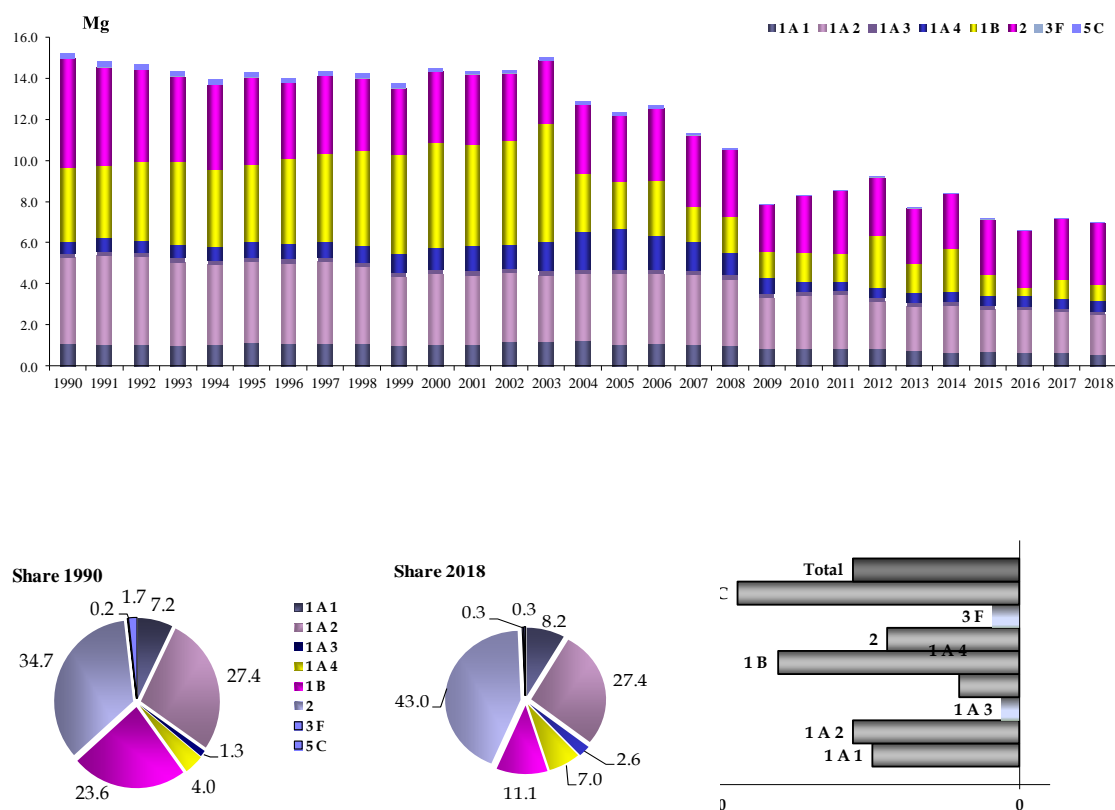 Mg
1 A 1 1 A 2 1 A 3 1 A 4 1 B 2 3 F 5 C
16.0
14.0
12.0
10.0
8.0
6.0
4.0
2.0
0.0
1990 1991 1992 1993 1994 1995 1996 1997 1998 1999 2000 2001 2002 2003 2004 2005 2006 2007 2008 2009 2010 2011 2012 2013 2014 2015 2016 2017 2018
Share 1990
0.2 1.7 7.2
34.7
27.4
1.3
4.0
23.6
1 A 1
1 A 2
1 A 3
1 A 4
1 B
2
3 F
5 C
Share 2018
0.3 0.3 8.2
27.4
43.0
2.6
7.0
11.1
Total
C
3 F
2
1 A 4
1 B
1 A 3
1 A 2
1 A 1
0 0